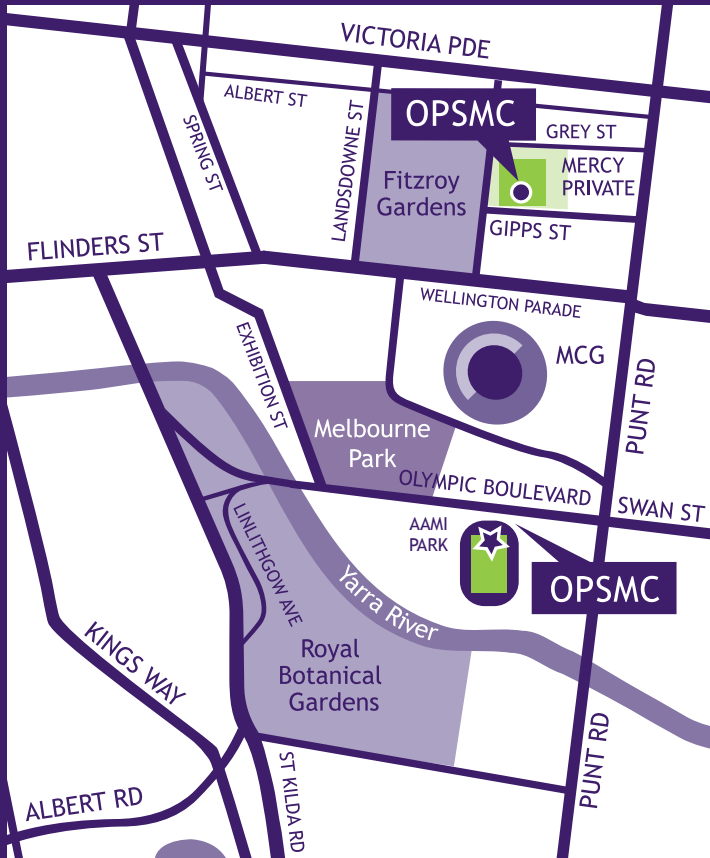 VICTORIA PDE
ALBERT ST
SPRING ST
LANDSDOWNE ST
OPSMC
GREY ST
MERCY
PRIVATE
Fitzroy
Gardens
GIPPS ST
FLINDERS ST
WELLINGTON PARADE
MCG
EXHIBITION ST
PUNT RD
Melbourne
Park
OLYMPIC BOULEVARD
SWAN ST
AAMI
PARK
LINLITHGOW AVE
OPSMC
Yarra River
KINGS WAY
Royal
Botanical
Gardens
PUNT RD
ST KILDA RD
ALBERT RD